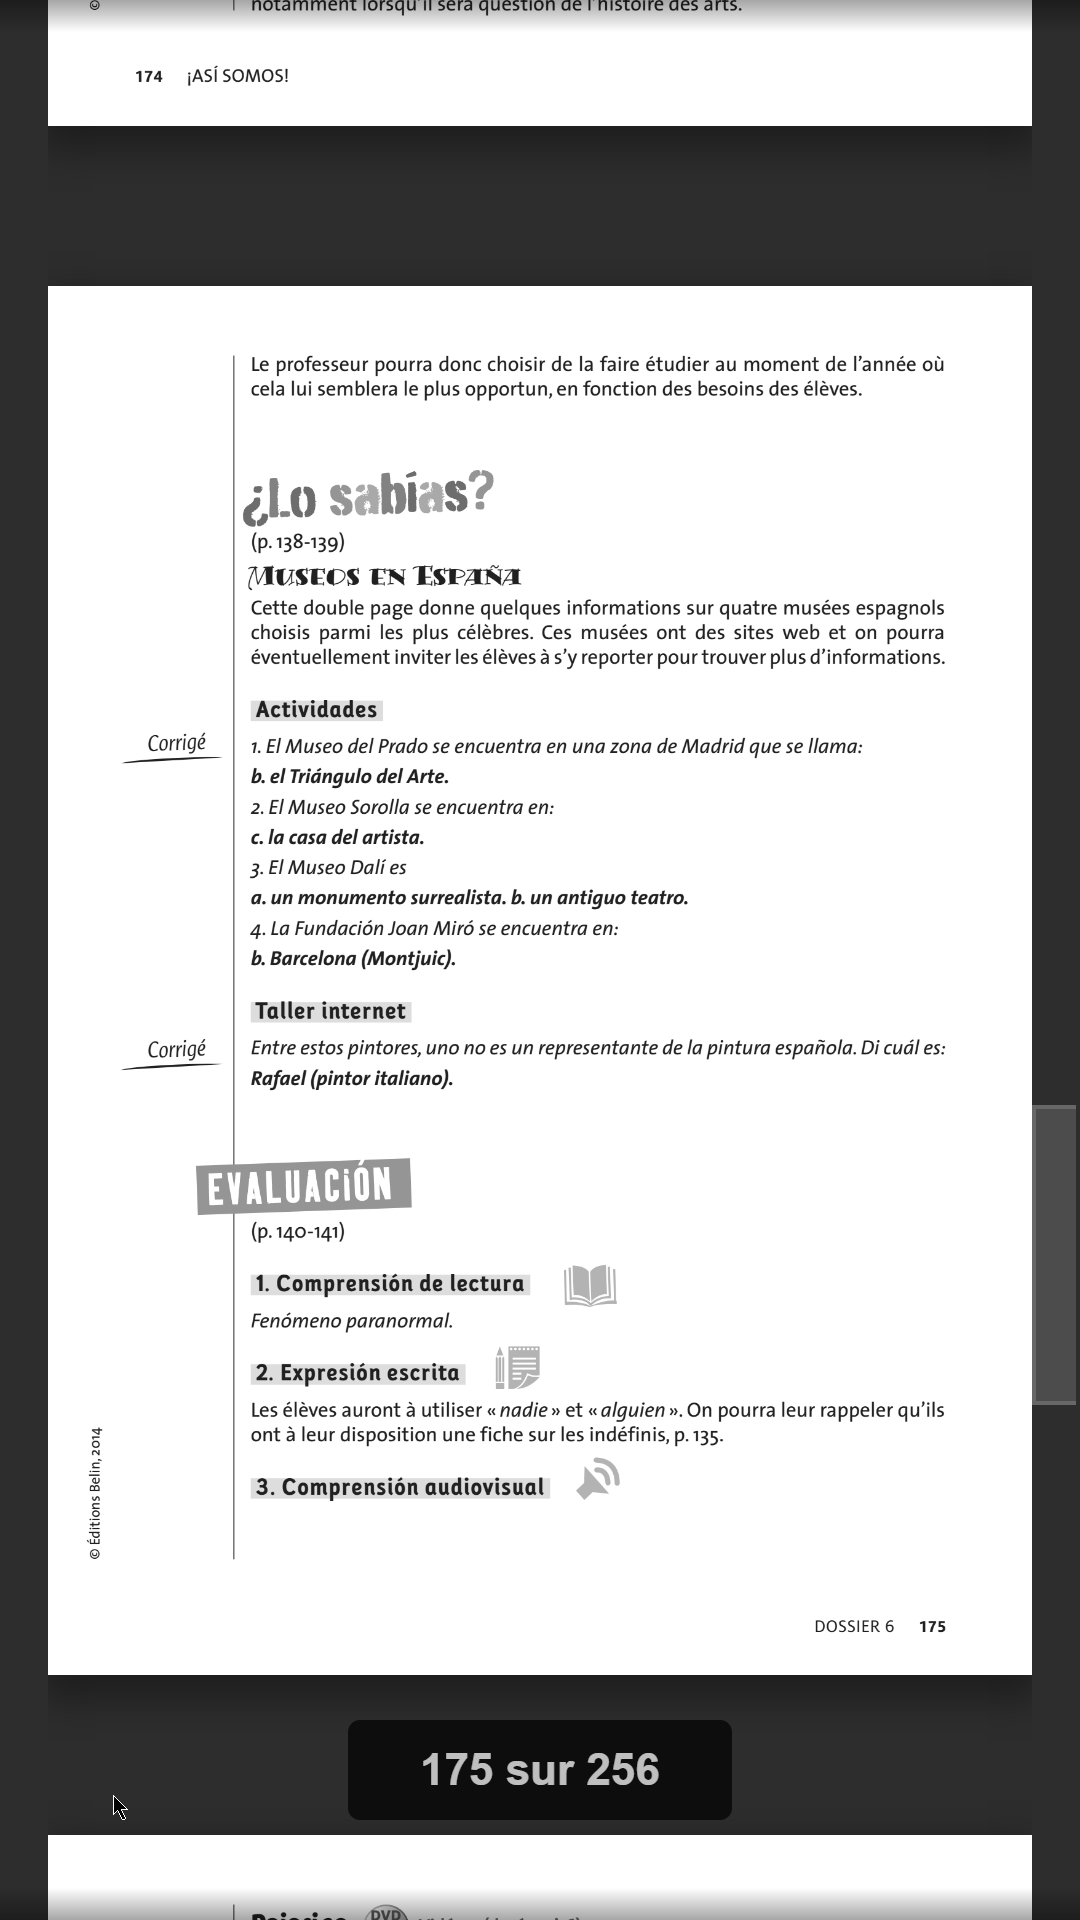 notamment lorsqu'il sera question de l'histoire des arts.
©
174 ¡ASÍ SOMOS!
Le professeur pourra donc choisir de la faire étudier au moment de l'année où
cela lui semblera le plus opportun, en fonction des besoins des élèves.
¿Lo sabías?
(p. 138-139)
MUSEOS EN ESPAÑA
Cette double page donne quelques informations sur quatre musées espagnols
choisis parmi les plus célèbres. Ces musées ont des sites web et on pourra
éventuellement inviter les élèves à s'y reporter pour trouver plus d'informations.
Actividades
Corrigé
1. El Museo del Prado se encuentra en una zona de Madrid que se llama:
b. el Triángulo del Arte.
2. El Museo Sorolla se encuentra en:
c. la casa del artista.
3. El Museo Dalí es
a. un monumento surrealista. b. un antiguo teatro.
4. La Fundación Joan Miró se encuentra en:
b. Barcelona (Montjuic).
Taller internet
Corrigé
Entre estos pintores, uno no es un representante de la pintura española. Di cuál es:
Rafael (pintor italiano).
EVALUACiÓN
(p. 140-141)
1. Comprensión de lectura
Fenómeno paranormal.
2. Expresión escrita
Les élèves auront à utiliser « nadie » et « alguien ». On pourra leur rappeler qu'ils
ont à leur disposition une fiche sur les indéfinis, p. 135.
3. Comprensión audiovisual
© Éditions Belin, 2014
DOSSIER 6 175
175 sur 256
DVD